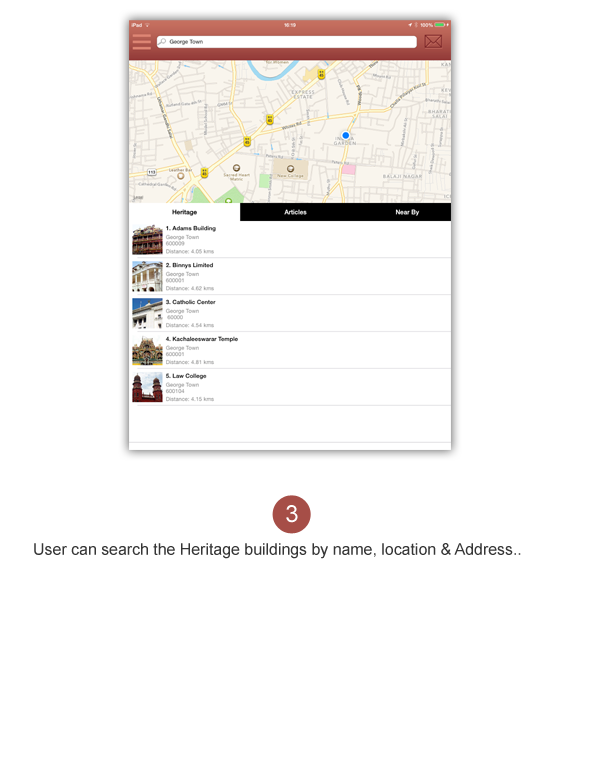 iPad 16:19 100%
George Town
EXPRESS
ESTATE
GARDEN
New College
BALAJI NAGAR
113
Legal
Heritage Articles Near By
1. Adams Building
George Town
600009
Distance: 4.05 kms
2. Binnys Limited
George Town
600001
Distance: 4.62 kms
3. Catholic Center
George Town
60000
Distance: 4.54 kms
4. Kachaleeswarar Temple
George Town
600001
Distance: 4.81 kms
5. Law College
George Town
600104
Distance: 4.15 kms
3
User can search the Heritage buildings by name, location & Address..